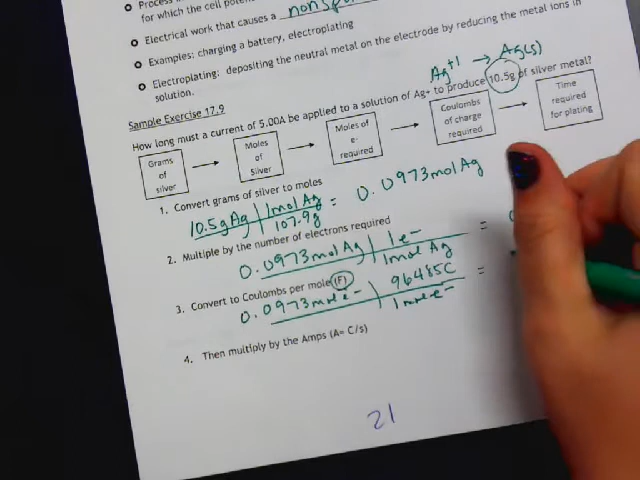 Process in
for which the cell poten
Electrical work that causes a nonspon
Examples: charging a battery, electroplating
Electroplating: depositing the neutral metal on the electrode by reducing the metal ions in
solution.
Ag+1 → Ag(s)
Sample Exercise 17.9
How long must a current of 5.00A be applied to a solution of Ag+ to produce 10.5g of silver metal?
Grams of silver → Moles of silver → Moles of e- required → Coulombs of charge required → Time required for plating
1. Convert grams of silver to moles
10.5g Ag | 1mol Ag = 0.0973mol Ag
107.9g
2. Multiply by the number of electrons required
0.0973mol Ag | 1e- =
1mol Ag
3. Convert to Coulombs per mole (F)
0.0973mol e- | 96485C =
1mol e-
4. Then multiply by the Amps (A= C/s)
21